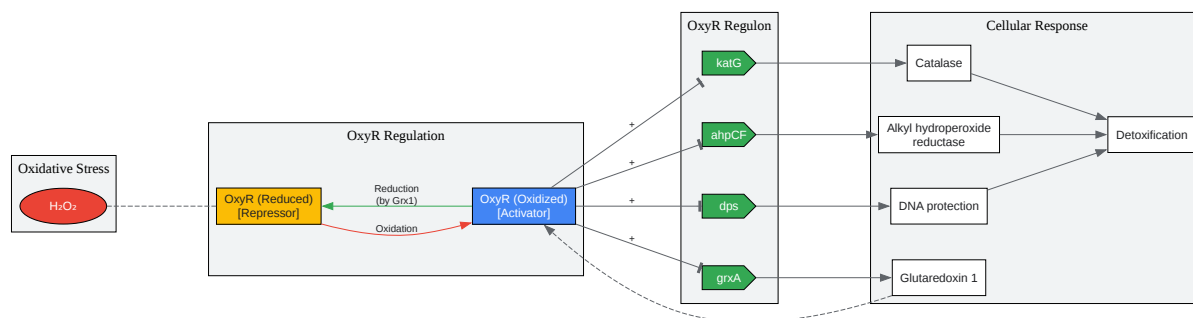 Oxidative Stress
H₂O₂
OxyR Regulation
OxyR (Reduced)
[Repressor]
Reduction
(by Grx1)
Oxidation
OxyR (Oxidized)
[Activator]
+
+
+
+
OxyR Regulon
katG
ahpCF
dps
grxA
Cellular Response
Catalase
Alkyl hydroperoxide
reductase
DNA protection
Glutaredoxin 1
Detoxification